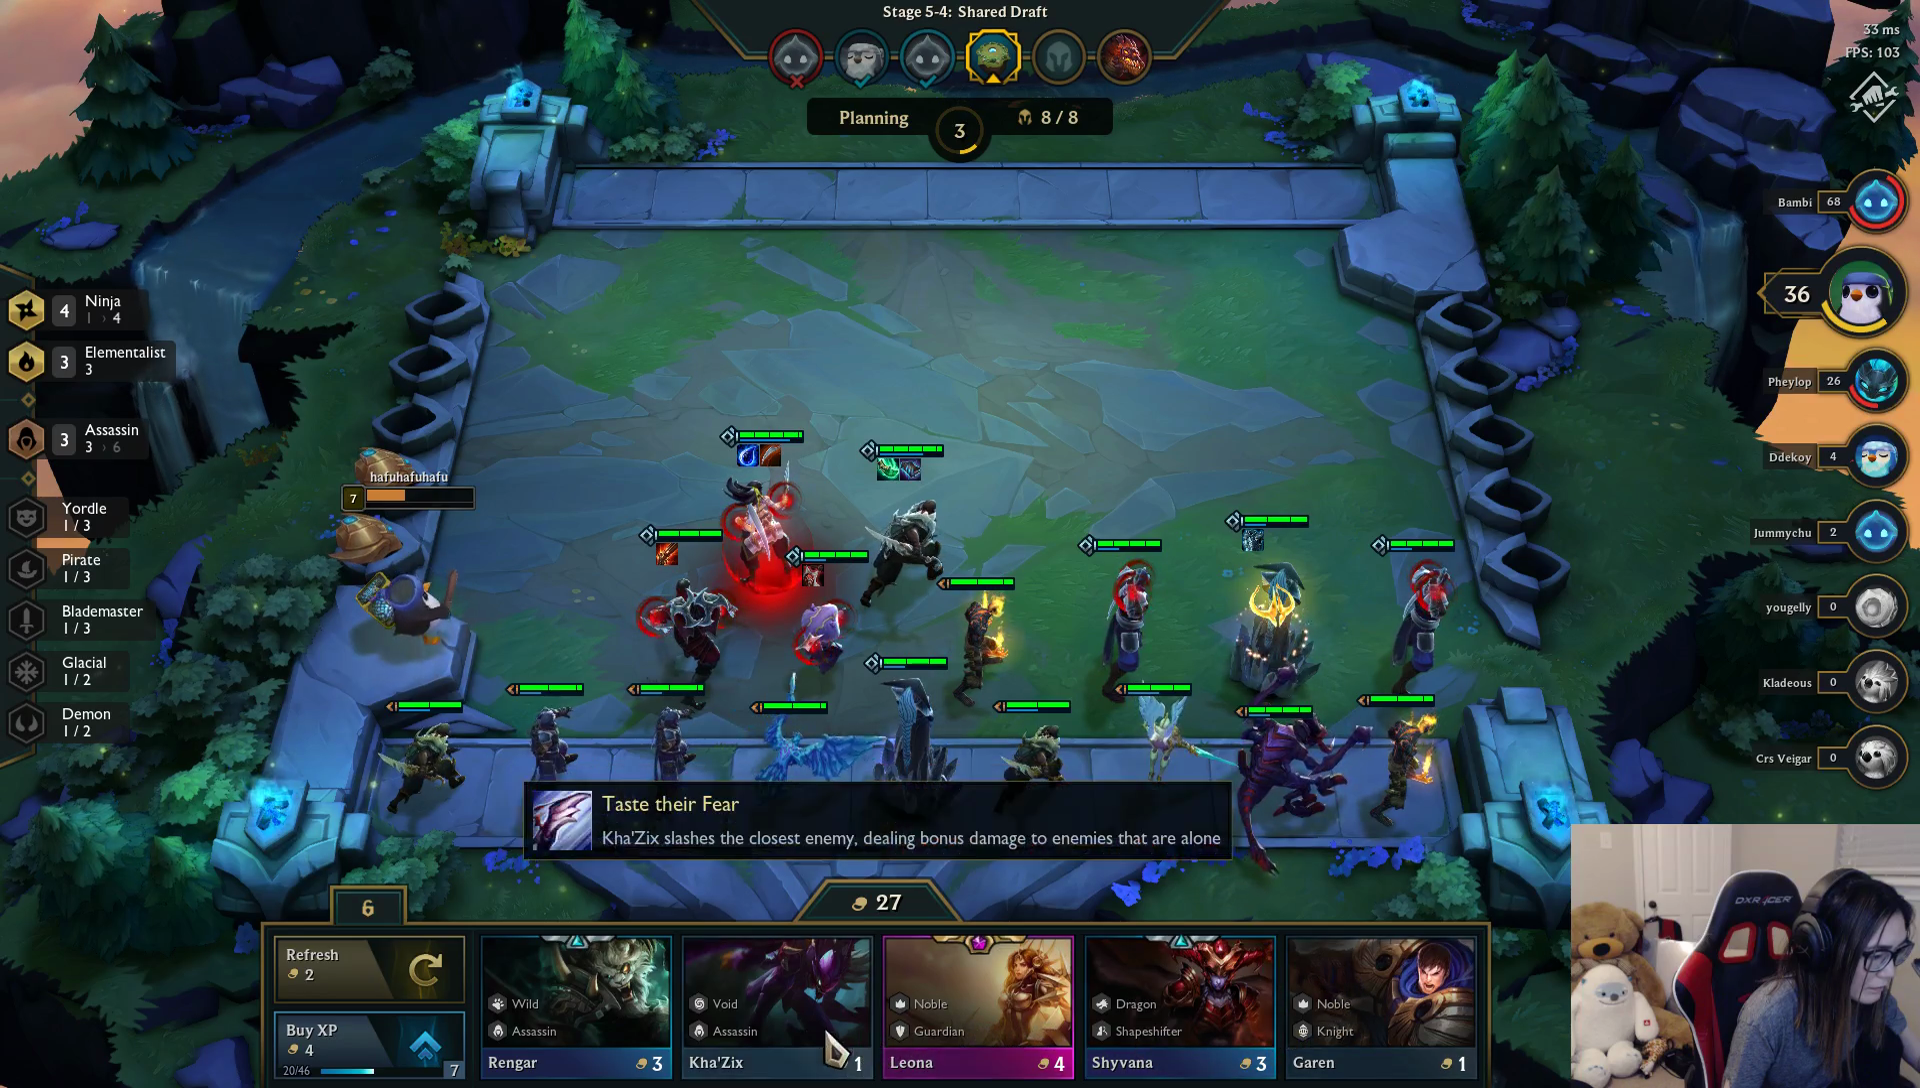 Stage 5-4: Shared Draft
33 ms
FPS: 103
Planning
3
8 / 8
Bambi
68
36
Pheylop
26
Ddekoy
4
Jummychu
2
yougelly
0
Kladeous
0
Crs Veigar
0
4
Ninja
1 › 4
3
Elementalist
3
3
Assassin
3 › 6
Yordle
1 / 3
Pirate
1 / 3
Blademaster
1 / 3
Glacial
1 / 2
Demon
1 / 2
hafuhafuhafu
7
Taste their Fear
Kha'Zix slashes the closest enemy, dealing bonus damage to enemies that are alone
6
27
Refresh
2
Buy XP
4
20/46
7
Wild
Assassin
Rengar
3
Void
Assassin
Kha'Zix
1
Noble
Guardian
Leona
4
Dragon
Shapeshifter
Shyvana
3
Noble
Knight
Garen
1
DXRACER